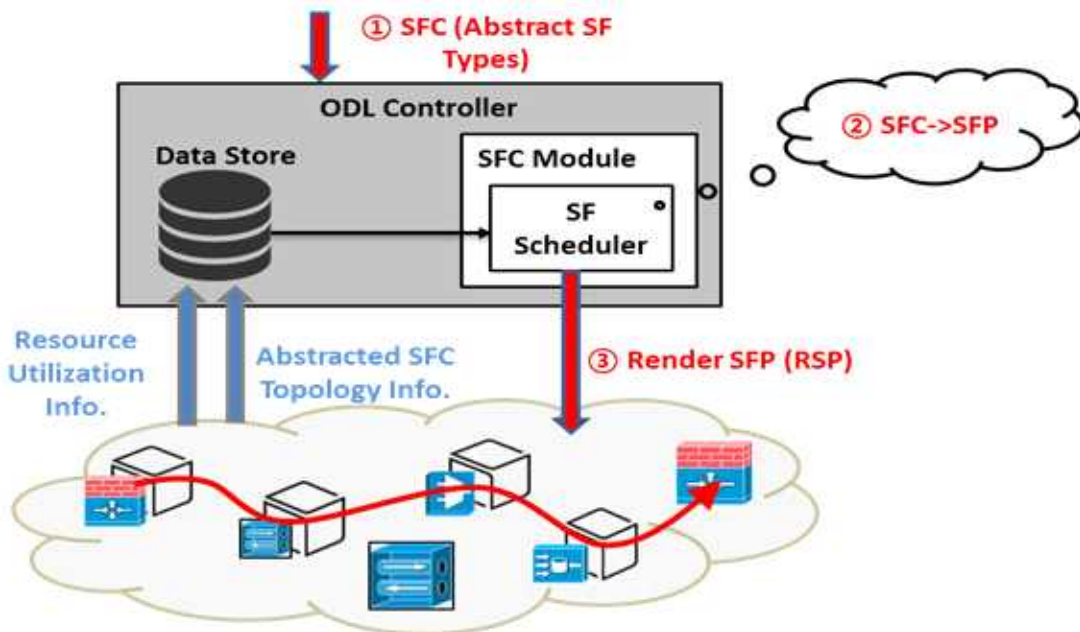 ① SFC (Abstract SF
Types)
ODL Controller
② SFC->SFP
Data Store
SFC Module
SF
Scheduler
Resource
Utilization
Info.
Abstracted SFC
Topology Info.
③ Render SFP (RSP)